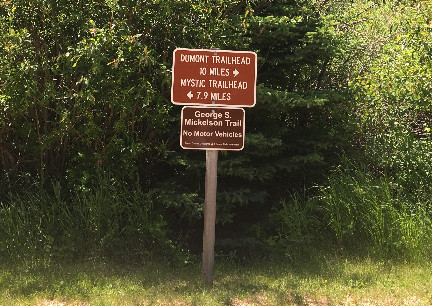 DUMONT TRAILHEAD
10 MILES →
MYSTIC TRAILHEAD
← 7.9 MILES
George S.
Mickelson Trail
No Motor Vehicles